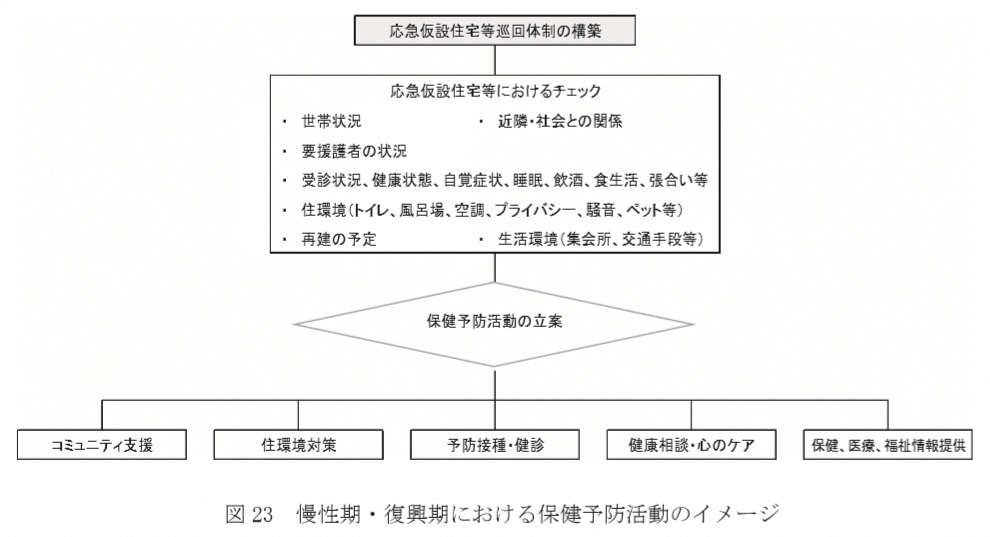 応急仮設住宅等巡回体制の構築
応急仮設住宅等におけるチェック
・ 世帯状況 ・ 近隣・社会との関係
・ 要援護者の状況
・ 受診状況、健康状態、自覚症状、睡眠、飲酒、食生活、張合い等
・ 住環境(トイレ、風呂場、空調、プライバシー、騒音、ペット等)
・ 再建の予定 ・ 生活環境(集会所、交通手段等)
保健予防活動の立案
コミュニティ支援
住環境対策
予防接種・健診
健康相談・心のケア
保健、医療、福祉情報提供
図 23 慢性期・復興期における保健予防活動のイメージ